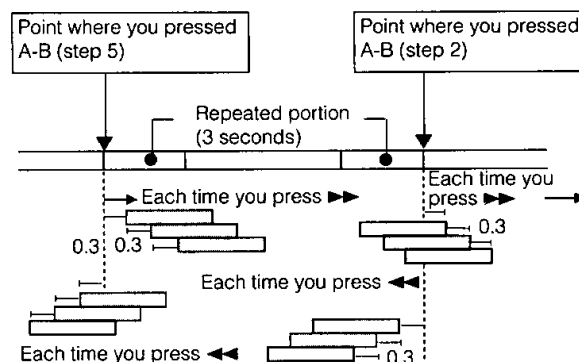 Point where you pressed
A-B (step 5)
Point where you pressed
A-B (step 2)
Repeated portion
(3 seconds)
Each time you press ▶▶
Each time you
press ▶▶
0.3
0.3
0.3
Each time you press ◀◀
Each time you press ◀◀
0.3